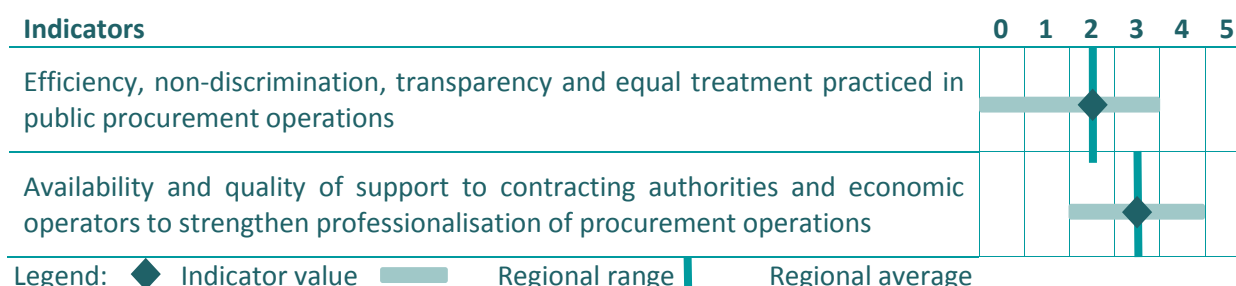 Indicators 0 1 2 3 4 5
Efficiency, non-discrimination, transparency and equal treatment practiced in
public procurement operations
Availability and quality of support to contracting authorities and economic
operators to strengthen professionalisation of procurement operations
Legend: Indicator value Regional range Regional average